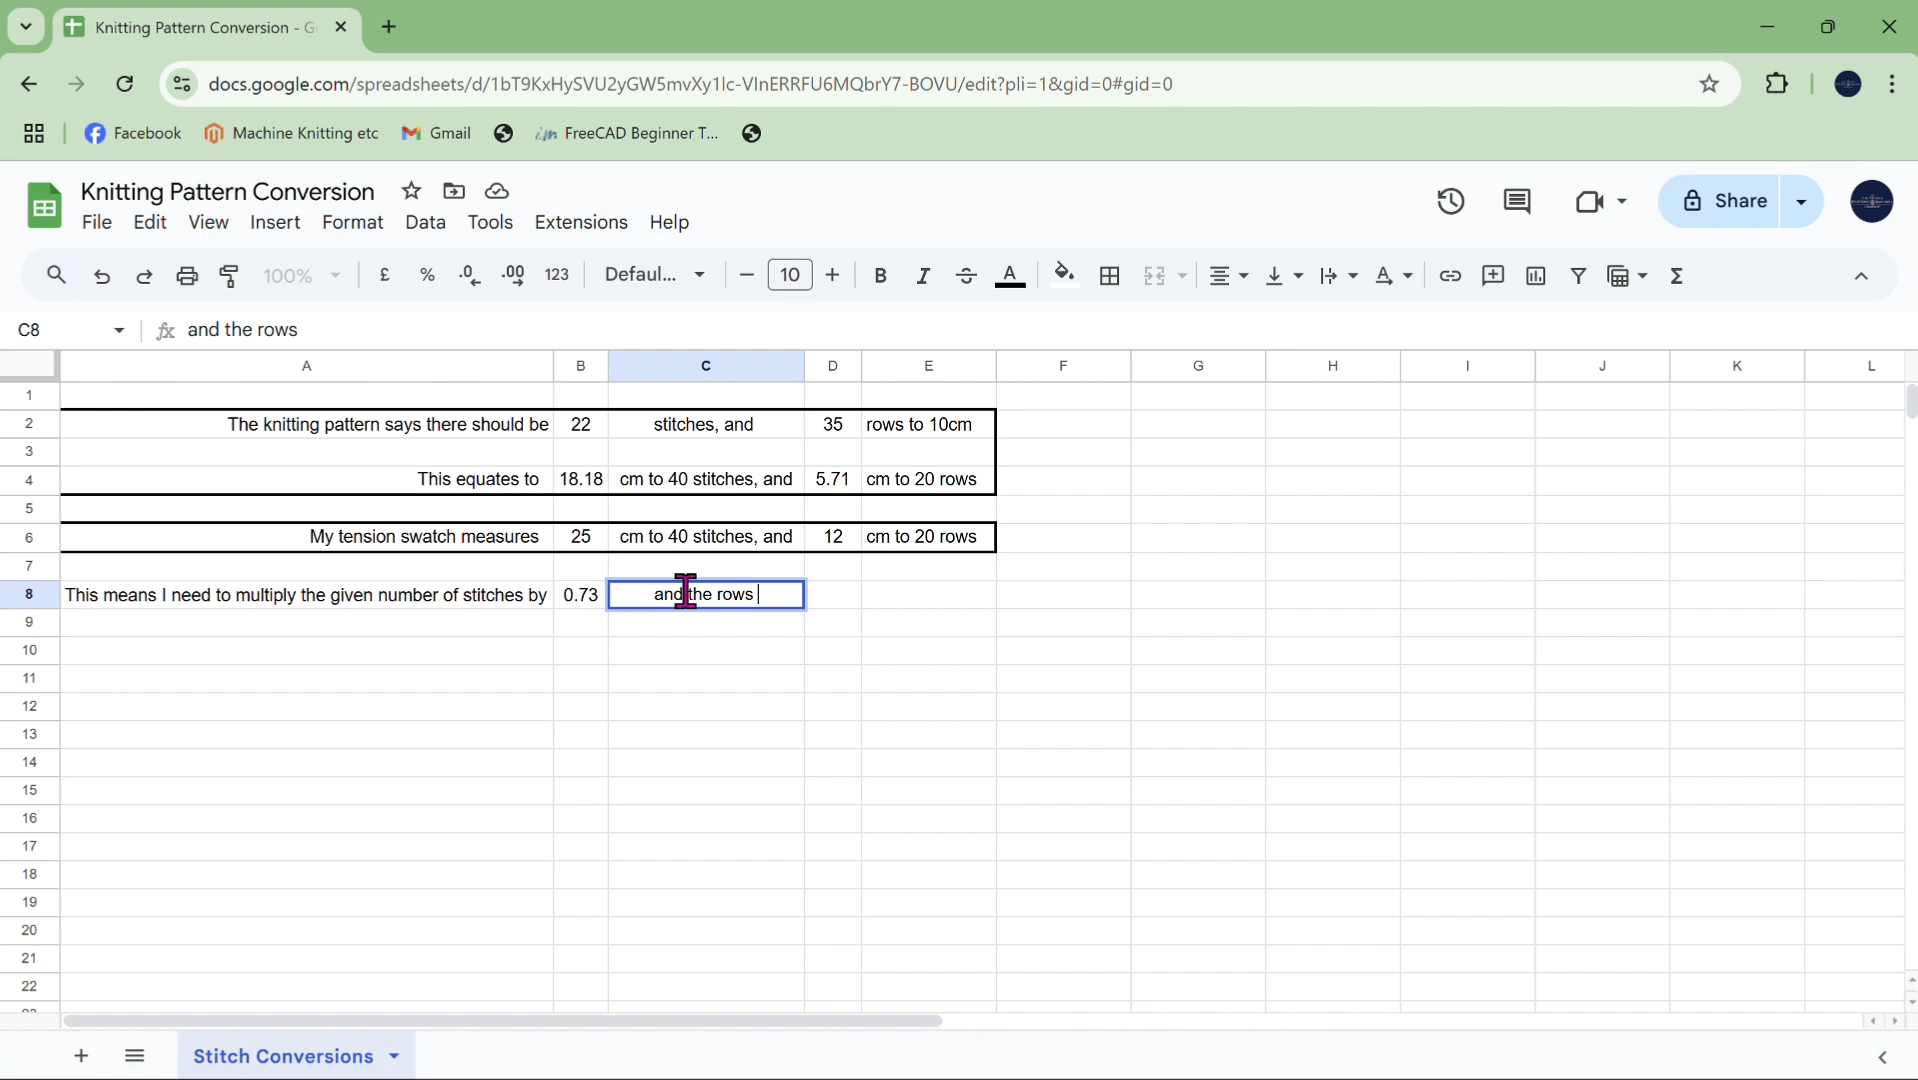 Knitting Pattern Conversion - G
docs.google.com/spreadsheets/d/1bT9KxHySVU2yGW5mvXy1lc-VInERRFU6MQbrY7-BOVU/edit?pli=1&gid=0#gid=0
Facebook Machine Knitting etc Gmail FreeCAD Beginner T...
Knitting Pattern Conversion
Share
File Edit View Insert Format Data Tools Extensions Help
100% £ % .0 .00 123 Defaul... − 10 + B I A A Σ
C8 fx and the rows
A B C D E F G H I J K L
1
2 The knitting pattern says there should be 22 stitches, and 35 rows to 10cm
3
4 This equates to 18.18 cm to 40 stitches, and 5.71 cm to 20 rows
5
6 My tension swatch measures 25 cm to 40 stitches, and 12 cm to 20 rows
7
8 This means I need to multiply the given number of stitches by 0.73 and the rows
9
10
11
12
13
14
15
16
17
18
19
20
21
22
Stitch Conversions